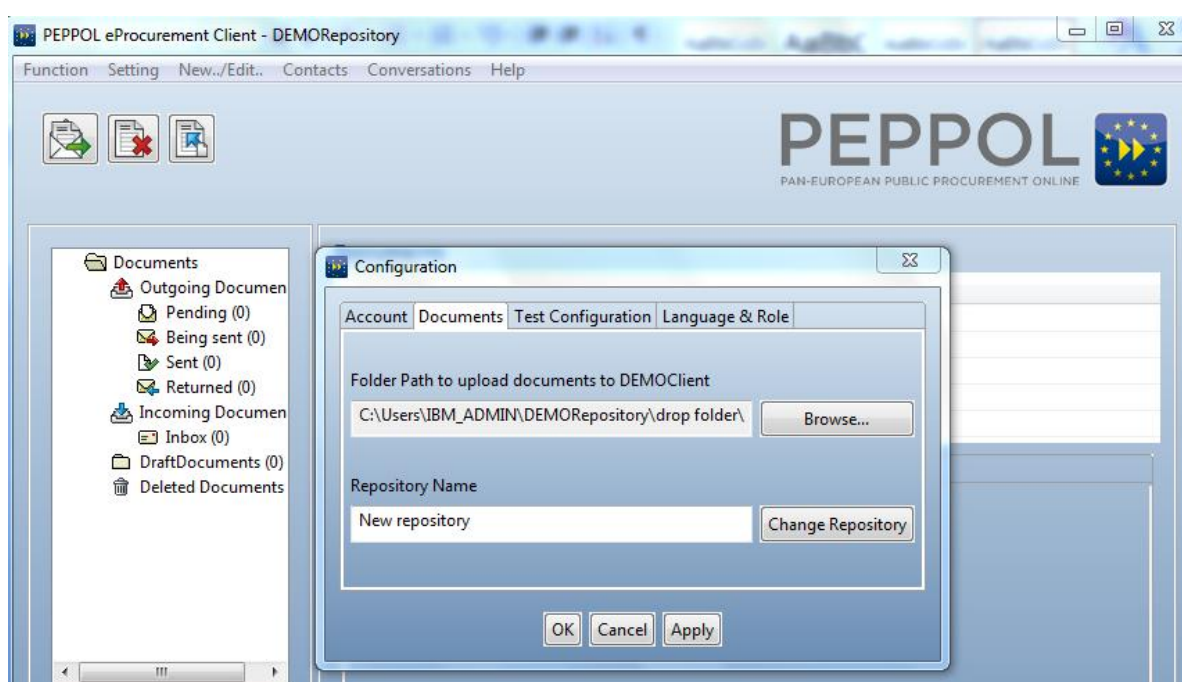 PEPPOL eProcurement Client - DEMORepository
Function Setting New../Edit.. Contacts Conversations Help
PEPPOL
PAN-EUROPEAN PUBLIC PROCUREMENT ONLINE
Documents
Outgoing Documen
Pending (0)
Being sent (0)
Sent (0)
Returned (0)
Incoming Documen
Inbox (0)
DraftDocuments (0)
Deleted Documents
Configuration
Account Documents Test Configuration Language & Role
Folder Path to upload documents to DEMOClient
C:\Users\IBM_ADMIN\DEMORepository\drop folder\ Browse...
Repository Name
New repository Change Repository
OK Cancel Apply